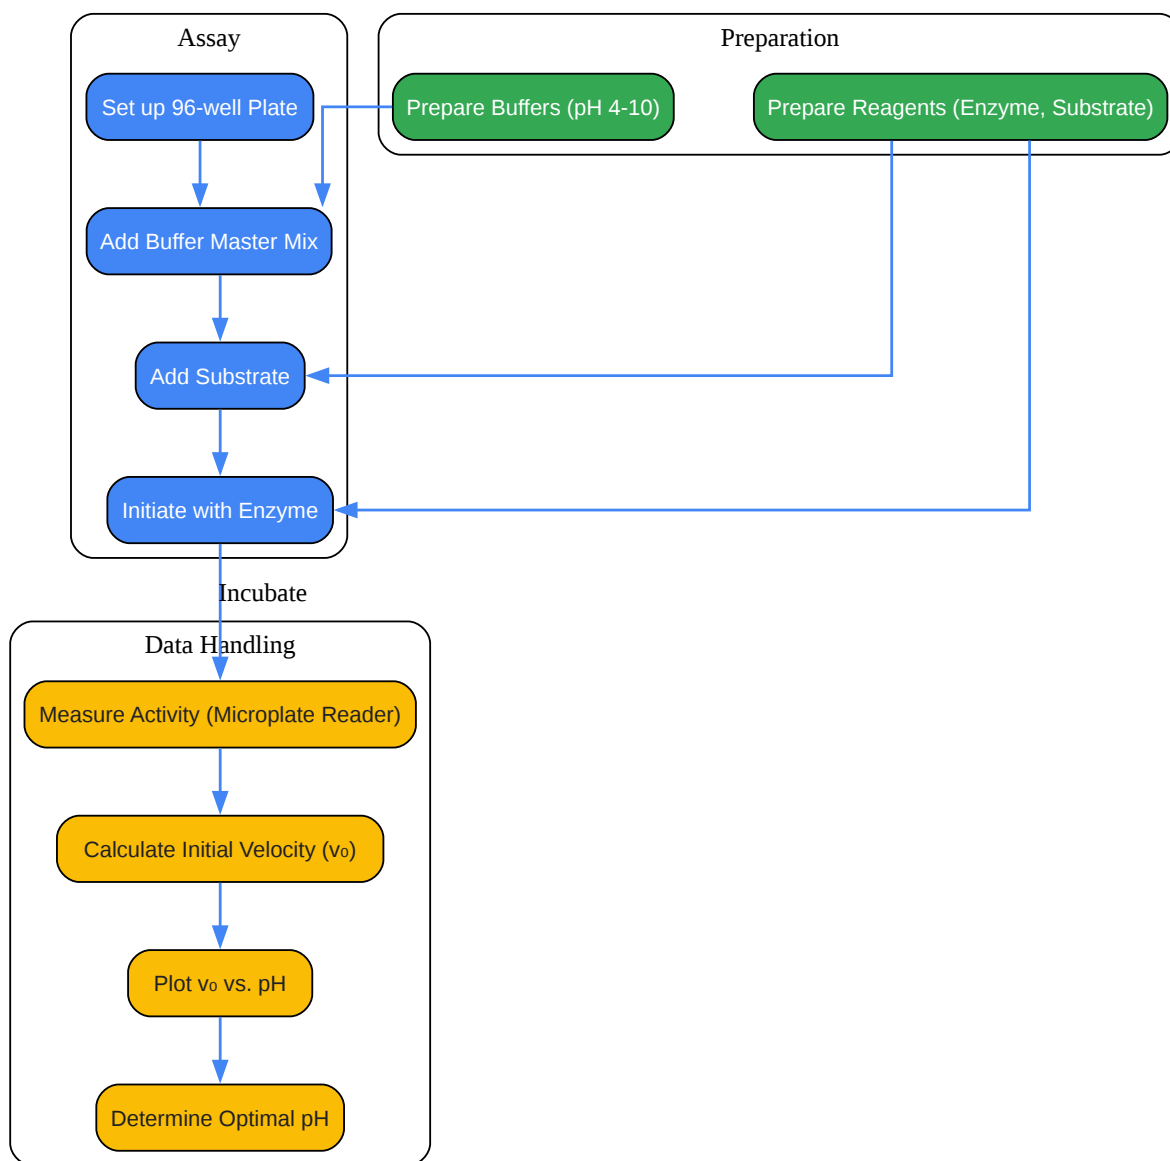 Assay
Preparation
Set up 96-well Plate
Prepare Buffers (pH 4-10)
Prepare Reagents (Enzyme, Substrate)
Add Buffer Master Mix
Add Substrate
Initiate with Enzyme
Incubate
Data Handling
Measure Activity (Microplate Reader)
Calculate Initial Velocity (v₀)
Plot v₀ vs. pH
Determine Optimal pH